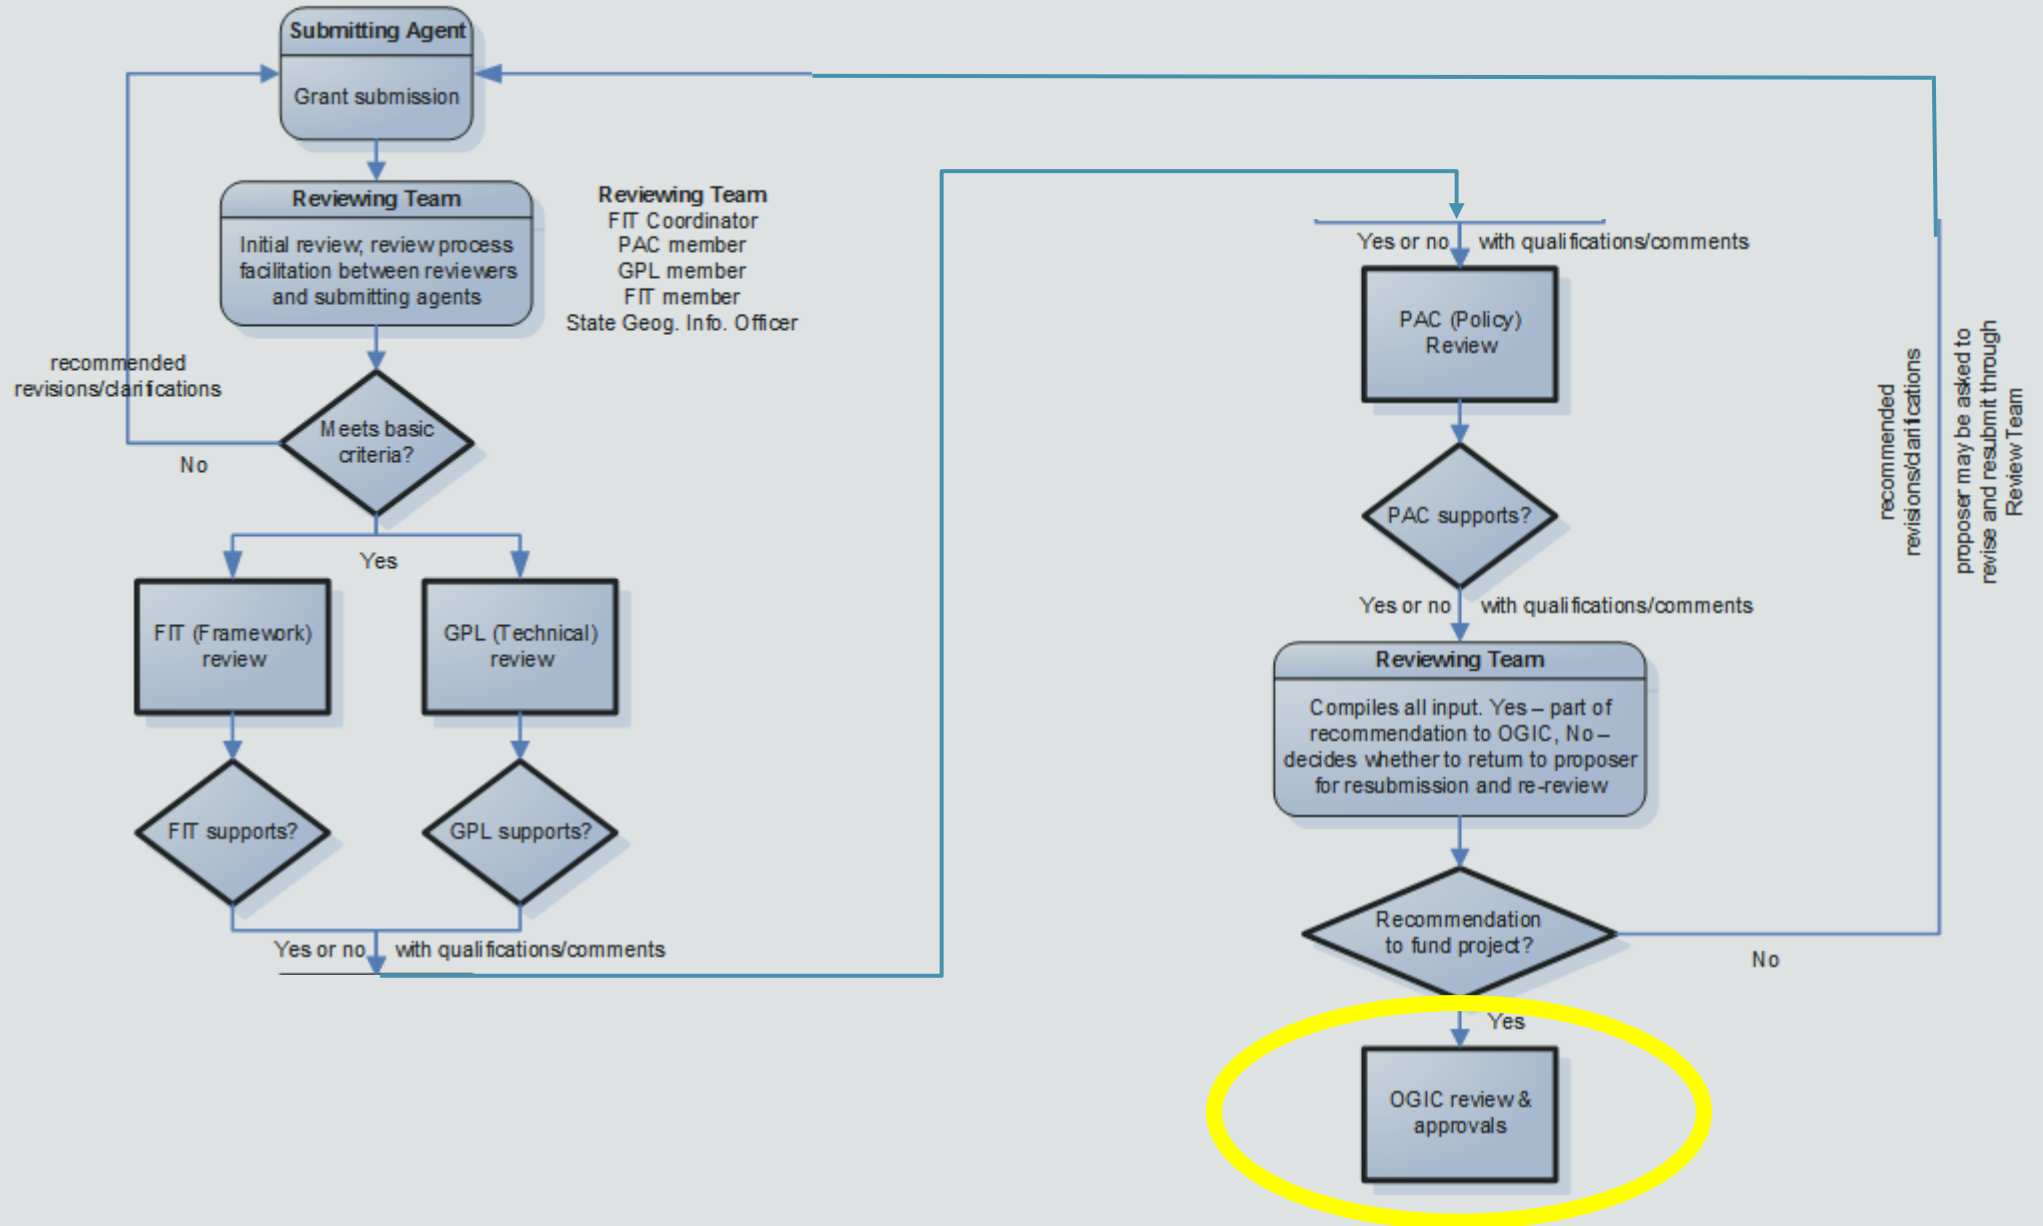 Submitting Agent
Grant submission
Reviewing Team
Initial review; review process
facilitation between reviewers
and submitting agents
Reviewing Team
FIT Coordinator
PAC member
GPL member
FIT member
State Geog. Info. Officer
recommended
revisions/clarifications
Meets basic
criteria?
No
Yes
FIT (Framework)
review
GPL (Technical)
review
FIT supports?
GPL supports?
Yes or no with qualifications/comments
Yes or no with qualifications/comments
PAC (Policy)
Review
PAC supports?
Yes or no with qualifications/comments
Reviewing Team
Compiles all input. Yes – part of
recommendation to OGIC, No –
decides whether to return to proposer
for resubmission and re-review
Recommendation
to fund project?
No
recommended
revisions/clarifications
proposer may be asked to
revise and resubmit through
Review Team
Yes
OGIC review &
approvals